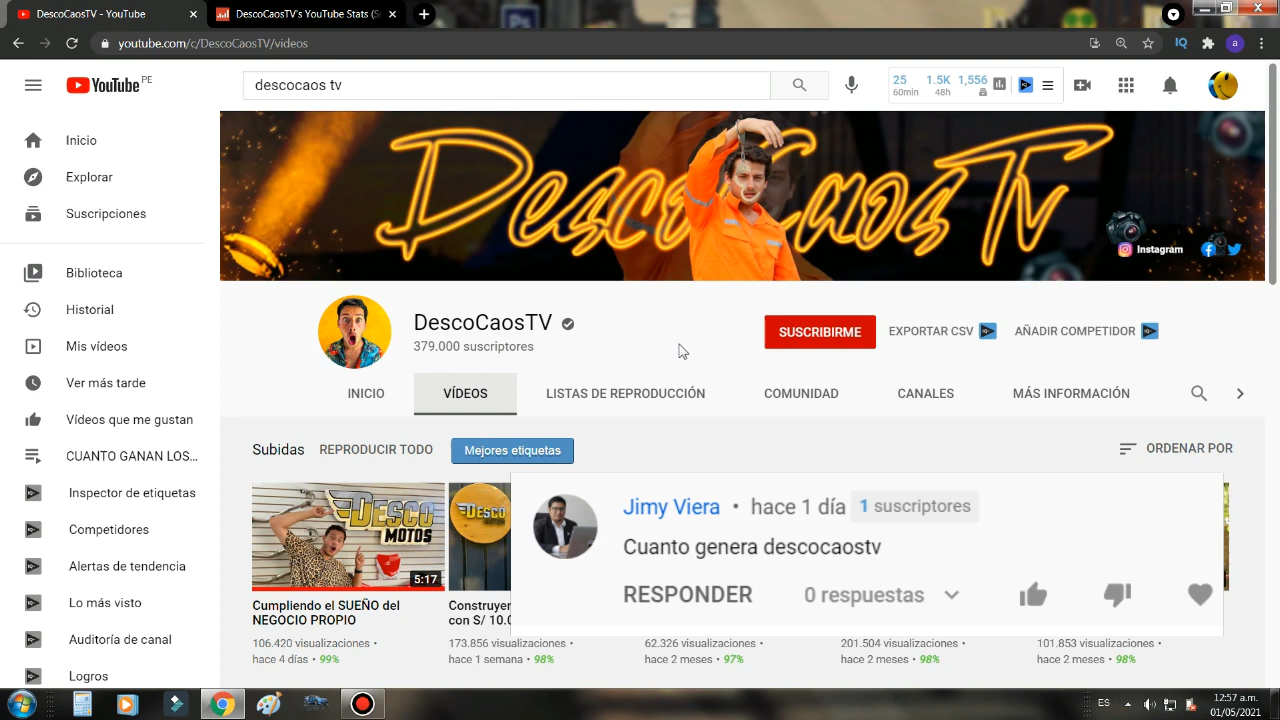 DescoCaosTV - YouTube
DescoCaosTV's YouTube Stats (S
youtube.com/c/DescoCaosTV/videos
IQ
a
YouTube PE
descocaos tv
25 1.5K 1,556
60min 48h
DescoCaosTv
Instagram
Inicio
Explorar
Suscripciones
Biblioteca
Historial
Mis vídeos
Ver más tarde
Vídeos que me gustan
CUANTO GANAN LOS...
Inspector de etiquetas
Competidores
Alertas de tendencia
Lo más visto
Auditoría de canal
Logros
DescoCaosTV
379.000 suscriptores
SUSCRIBIRME
EXPORTAR CSV
AÑADIR COMPETIDOR
INICIO
VÍDEOS
LISTAS DE REPRODUCCIÓN
COMUNIDAD
CANALES
MÁS INFORMACIÓN
Subidas
REPRODUCIR TODO
Mejores etiquetas
ORDENAR POR
DESCO
MOTOS
5:17
DESCO
Jimy Viera • hace 1 día 1 suscriptores
Cuanto genera descocaostv
RESPONDER
0 respuestas
Cumpliendo el SUEÑO del
NEGOCIO PROPIO
106.420 visualizaciones •
hace 4 días • 99%
Construyen
con S/ 10.0
173.856 visualizaciones •
hace 1 semana • 98%
62.326 visualizaciones •
hace 2 meses • 97%
201.504 visualizaciones •
hace 2 meses • 98%
101.853 visualizaciones •
hace 2 meses • 98%
ES
12:57 a.m.
01/05/2021